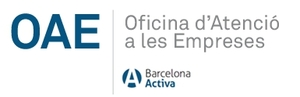 OAE
Oficina d'Atenció
a les Empreses
Barcelona
Activa